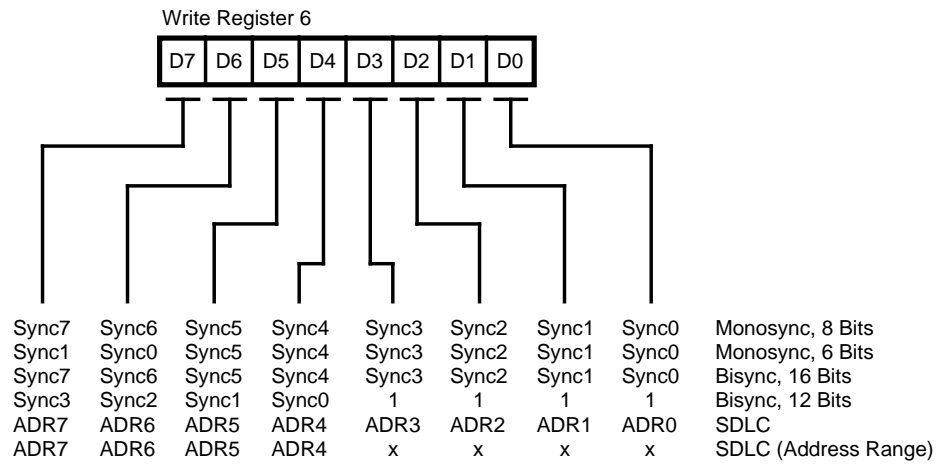 Write Register 6
D7 D6 D5 D4 D3 D2 D1 D0
Sync7 Sync6 Sync5 Sync4 Sync3 Sync2 Sync1 Sync0 Monosync, 8 Bits
Sync1 Sync0 Sync5 Sync4 Sync3 Sync2 Sync1 Sync0 Monosync, 6 Bits
Sync7 Sync6 Sync5 Sync4 Sync3 Sync2 Sync1 Sync0 Bisync, 16 Bits
Sync3 Sync2 Sync1 Sync0 1 1 1 1 Bisync, 12 Bits
ADR7 ADR6 ADR5 ADR4 ADR3 ADR2 ADR1 ADR0 SDLC
ADR7 ADR6 ADR5 ADR4 x x x x SDLC (Address Range)